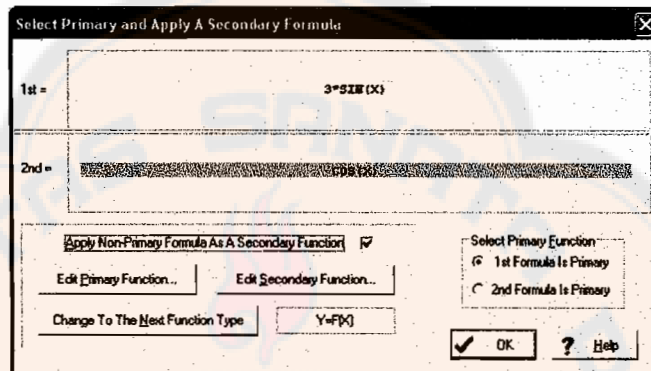 Select Primary and Apply A Secondary Formula
1st =
3*SIN(X)
2nd =
COS(X)
Apply Non-Primary Formula As A Secondary Function
Select Primary Function
Edit Primary Function...
Edit Secondary Function...
1st Formula Is Primary
2nd Formula Is Primary
Change To The Next Function Type
Y=F(X)
OK
? Help